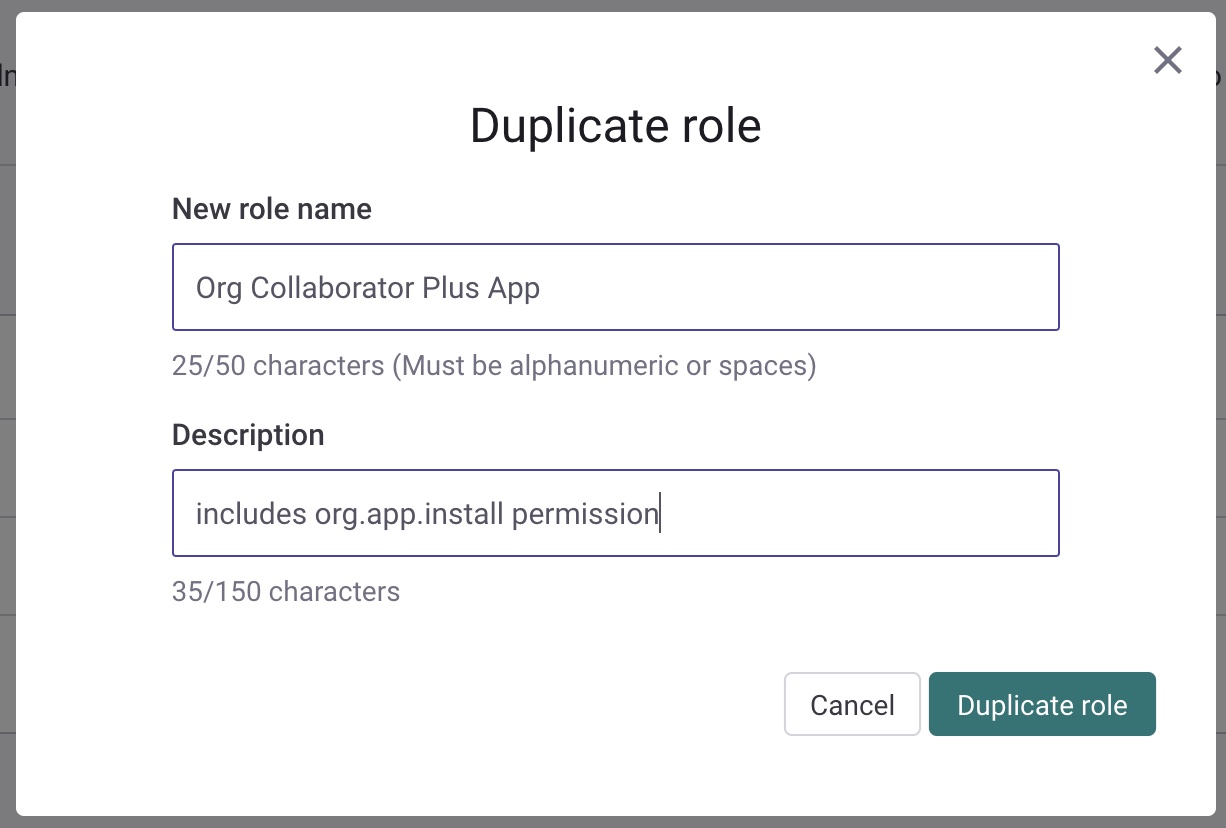 Duplicate role
New role name
Org Collaborator Plus App
25/50 characters (Must be alphanumeric or spaces)
Description
includes org.app.install permission
35/150 characters
Cancel
Duplicate role